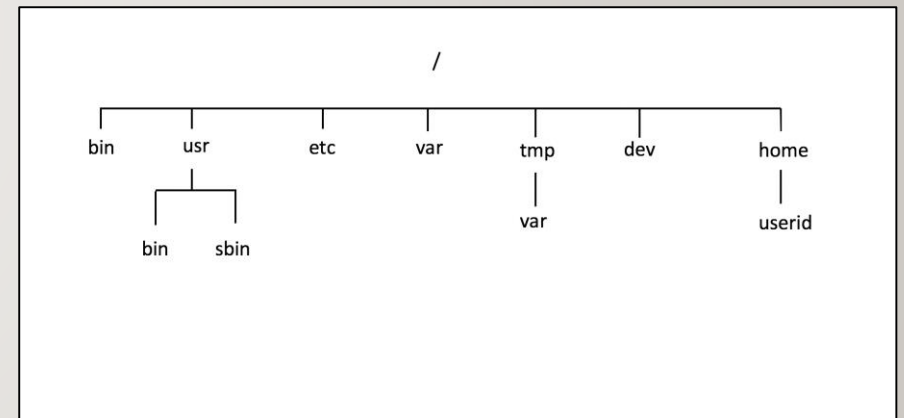 /
bin usr etc var tmp dev home
var userid
bin sbin